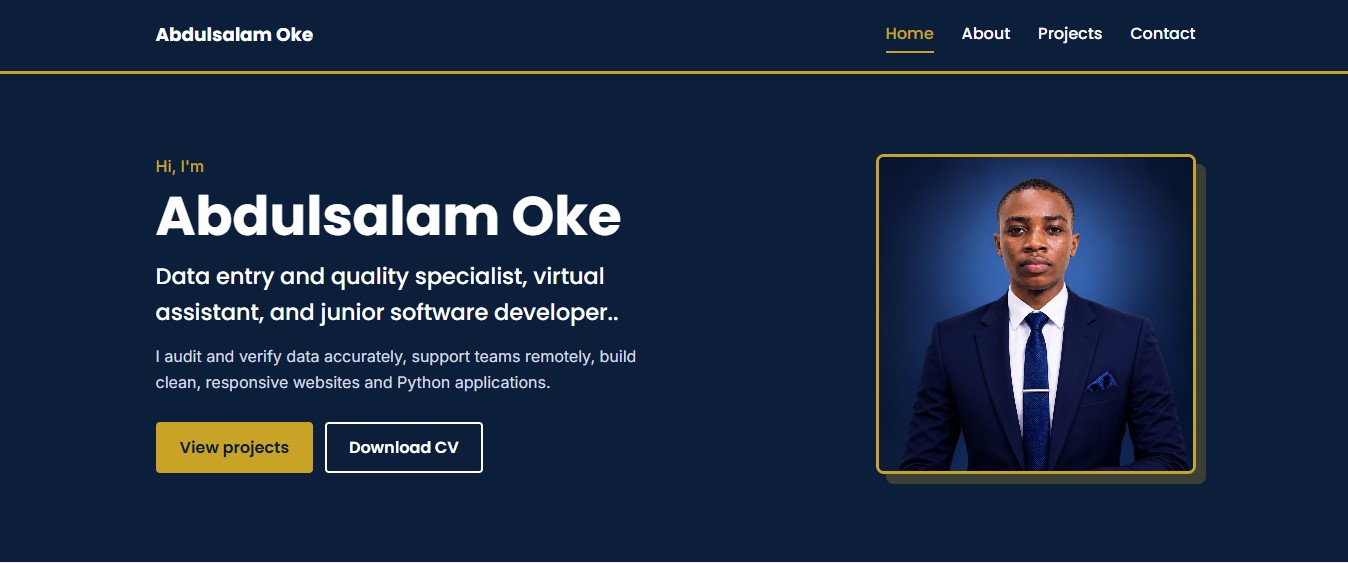 Abdulsalam Oke
Home About Projects Contact
Hi, I'm
Abdulsalam Oke
Data entry and quality specialist, virtual
assistant, and junior software developer..
I audit and verify data accurately, support teams remotely, build
clean, responsive websites and Python applications.
View projects Download CV